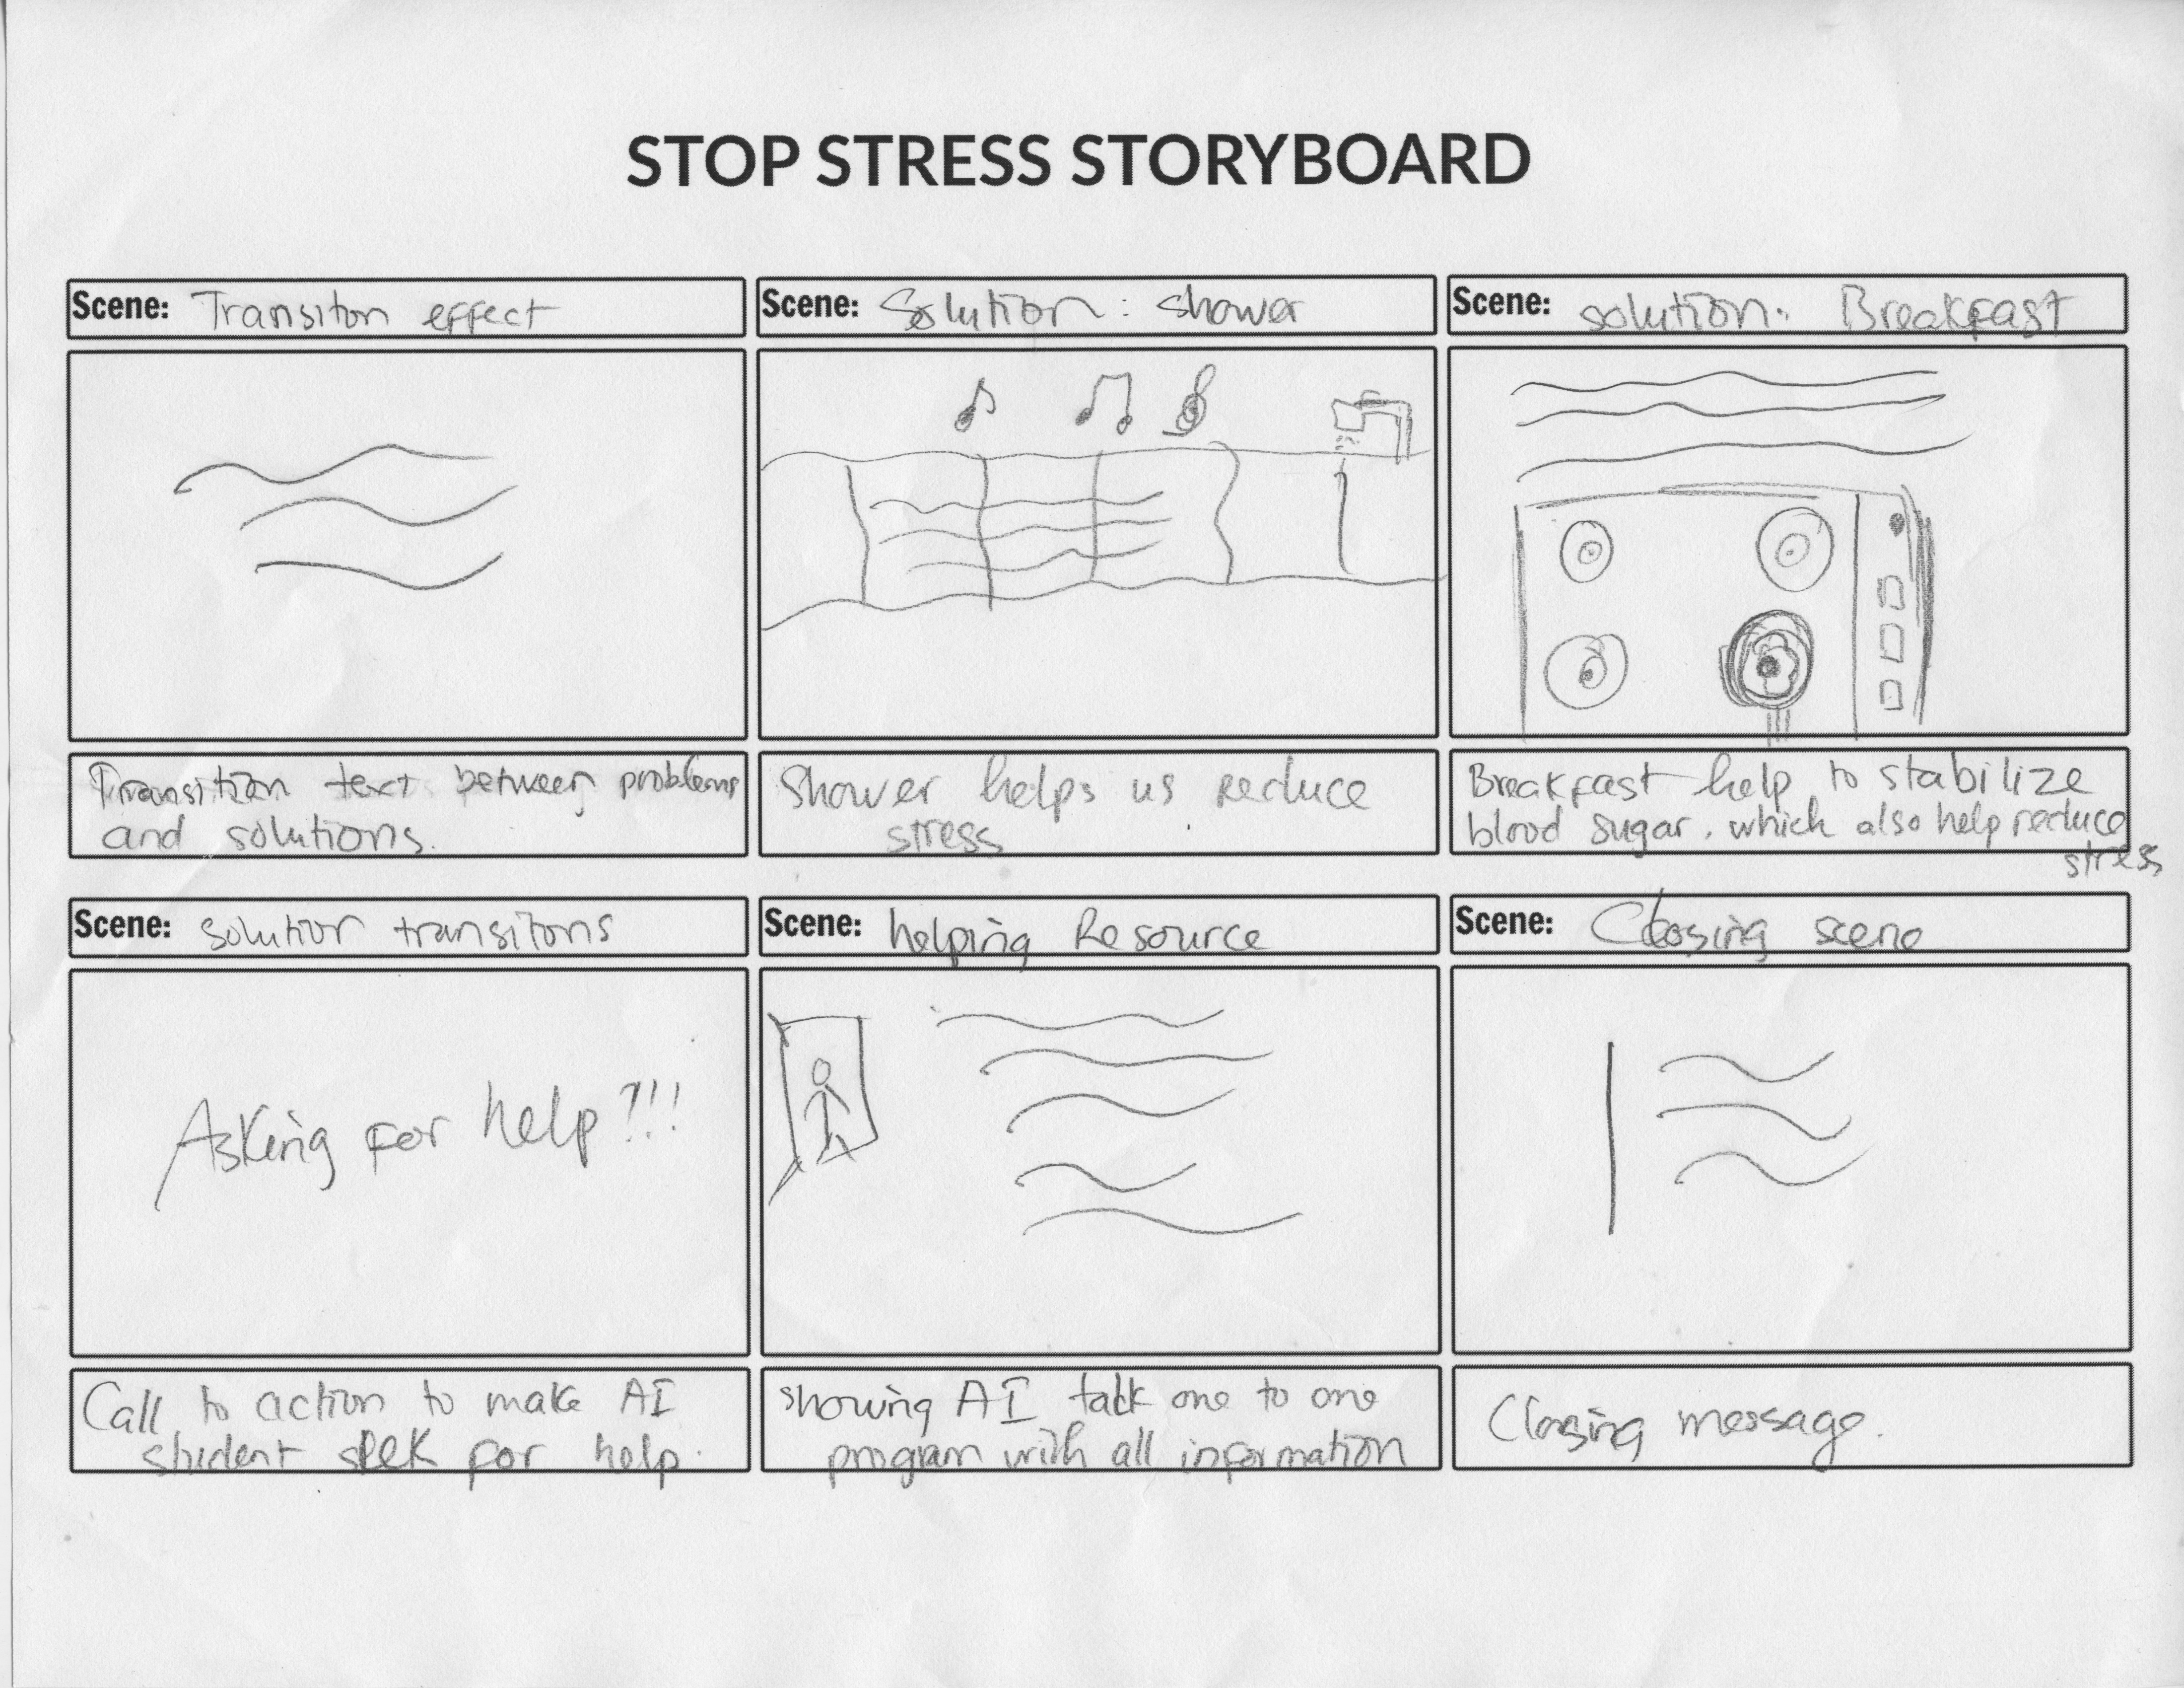 STOP STRESS STORYBOARD
Scene: Transiton effect
Scene: Solution: shower
Scene: solution: Breakfast
Transition text between problems
and solutions.
Shower helps us reduce
stress
Breakfast help to stabilize
blood sugar, which also help reduce
stress
Scene: solution transitons
Scene: helping Resource
Scene: Closing scene
Asking for help?!!!
Call to action to make AI
student seek for help.
showing AI talk one to one
program with all information
Closing message.